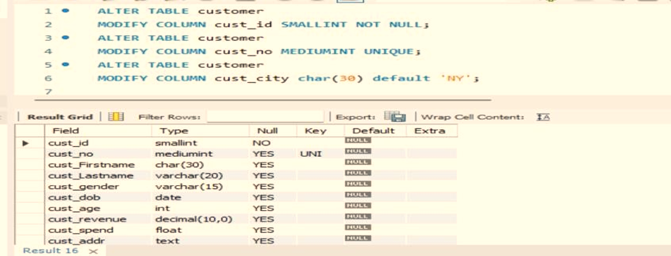 1 ALTER TABLE customer
2 MODIFY COLUMN cust_id SMALLINT NOT NULL;
3 ALTER TABLE customer
4 MODIFY COLUMN cust_no MEDIUMINT UNIQUE;
5 ALTER TABLE customer
6 MODIFY COLUMN cust_city char(30) default 'NY';
7
Result Grid Filter Rows: Export: Wrap Cell Content:
Field Type Null Key Default Extra
cust_id smallint NO NULL
cust_no mediumint YES UNI NULL
cust_Firstname char(30) YES NULL
cust_Lastname varchar(20) YES NULL
cust_gender varchar(15) YES NULL
cust_dob date YES NULL
cust_age int YES NULL
cust_revenue decimal(10,0) YES NULL
cust_spend float YES NULL
cust_addr text YES NULL
Result 16 ×